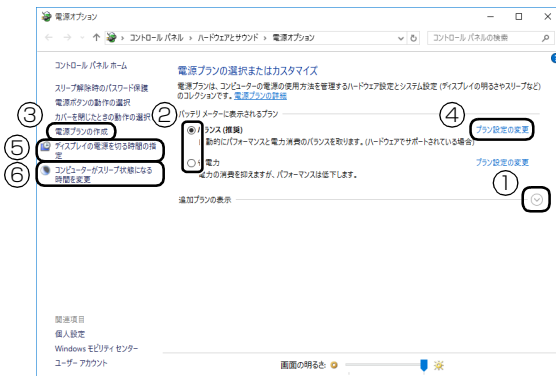 電源オプション
コントロール パネル › ハードウェアとサウンド › 電源オプション
コントロール パネルの検索
コントロール パネル ホーム
スリープ解除時のパスワード保護
電源ボタンの動作の選択
カバーを閉じたときの動作の選択
③
電源プランの作成
⑤
ディスプレイの電源を切る時間の指定
⑥
コンピューターがスリープ状態になる
時間を変更
電源プランの選択またはカスタマイズ
電源プランは、コンピューターの電源の使用方法を管理するハードウェア設定とシステム設定 (ディスプレイの明るさやスリープなど)
のコレクションです。電源プランの詳細
②
バッテリ メーターに表示されるプラン
④
バランス (推奨)
プラン設定の変更
動的にパフォーマンスと電力消費のバランスを取ります。(ハードウェアでサポートされている場合)
電力
プラン設定の変更
電力の消費を抑えますが、パフォーマンスは低下します。
①
追加プランの表示
関連項目
個人設定
Windows モビリティ センター
ユーザー アカウント
画面の明るさ: